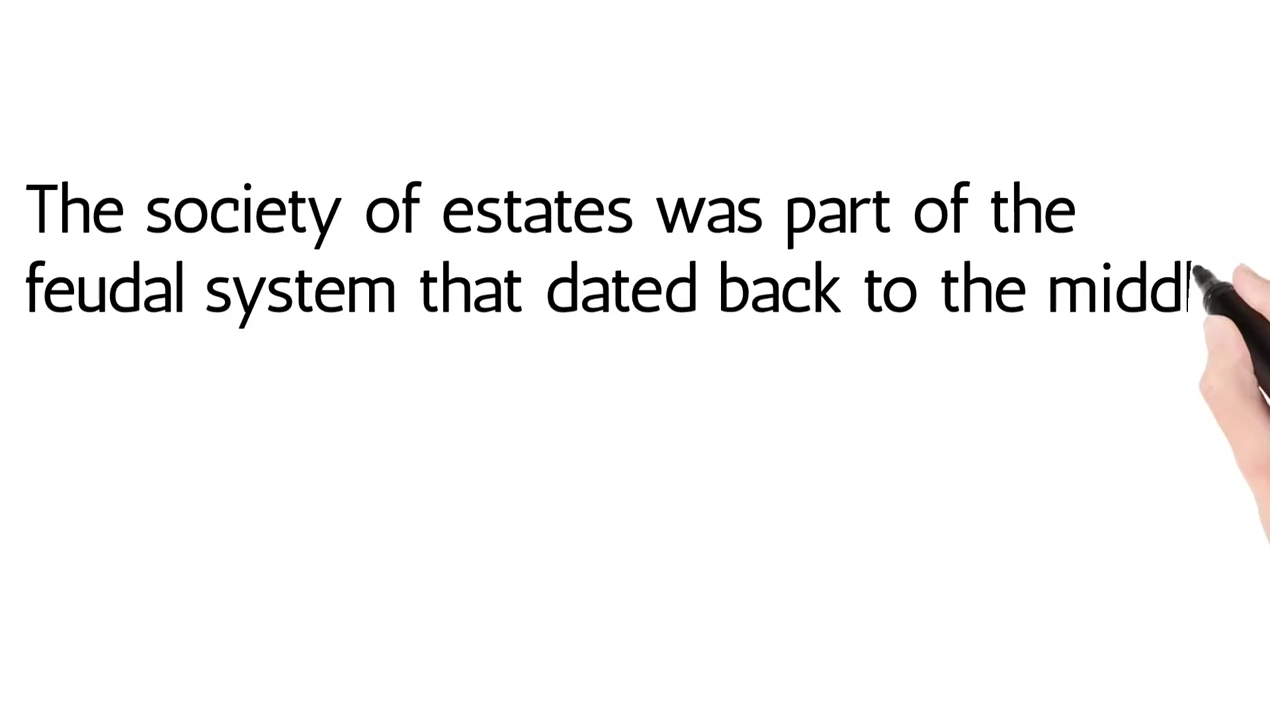 The society of estates was part of the
feudal system that dated back to the middl